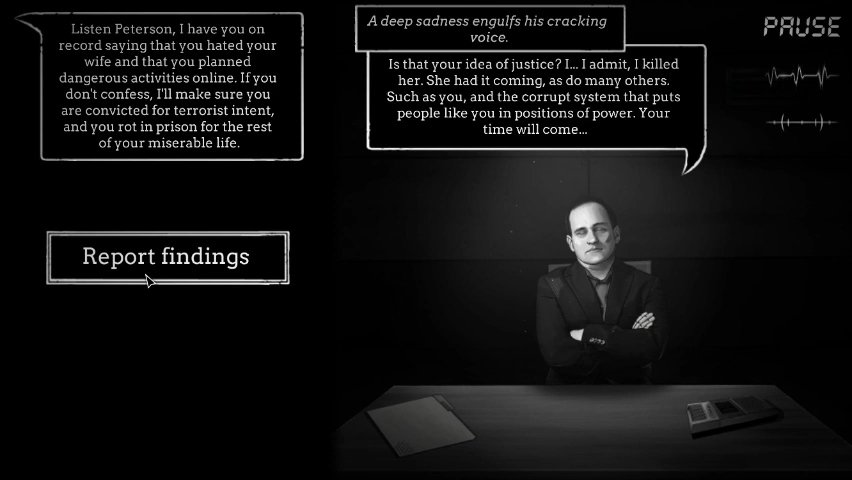 Listen Peterson, I have you on
record saying that you hated your
wife and that you planned
dangerous activities online. If you
don't confess, I'll make sure you
are convicted for terrorist intent,
and you rot in prison for the rest
of your miserable life.
A deep sadness engulfs his cracking
voice.
Is that your idea of justice? I... I admit, I killed
her. She had it coming, as do many others.
Such as you, and the corrupt system that puts
people like you in positions of power. Your
time will come...
PAUSE
Report findings